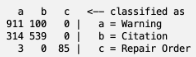 a b c <-- classified as
911 100 0 | a = Warning
314 539 0 | b = Citation
3 0 85 | c = Repair Order